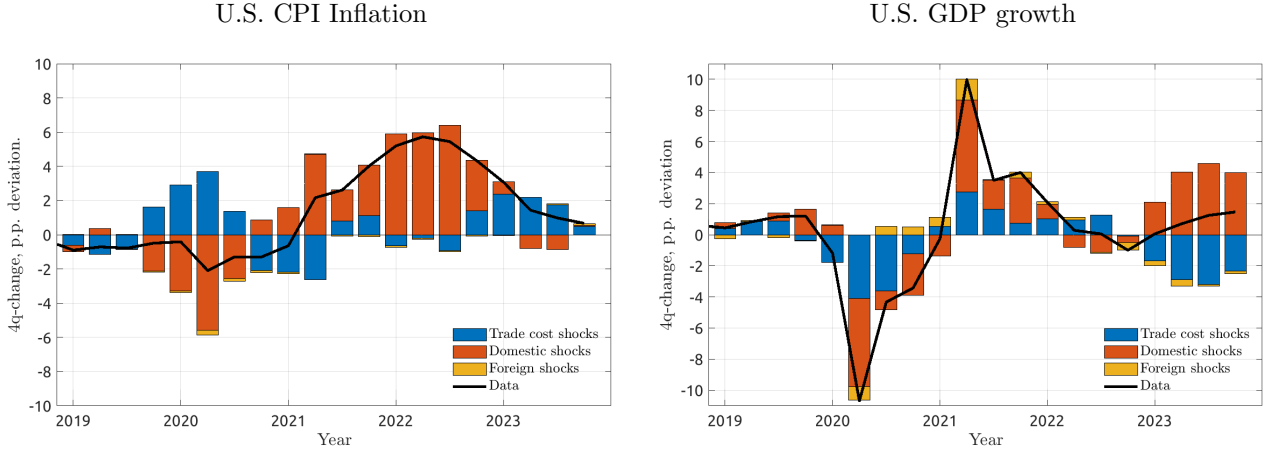 U.S. CPI Inflation
4q-change, p.p. deviation.
10
8
6
4
2
0
-2
-4
-6
-8
-10
2019
2020
2021
2022
2023
Year
Trade cost shocks
Domestic shocks
Foreign shocks
Data
U.S. GDP growth
4q-change, p.p. deviation
10
8
6
4
2
0
-2
-4
-6
-8
-10
2019
2020
2021
2022
2023
Year
Trade cost shocks
Domestic shocks
Foreign shocks
Data